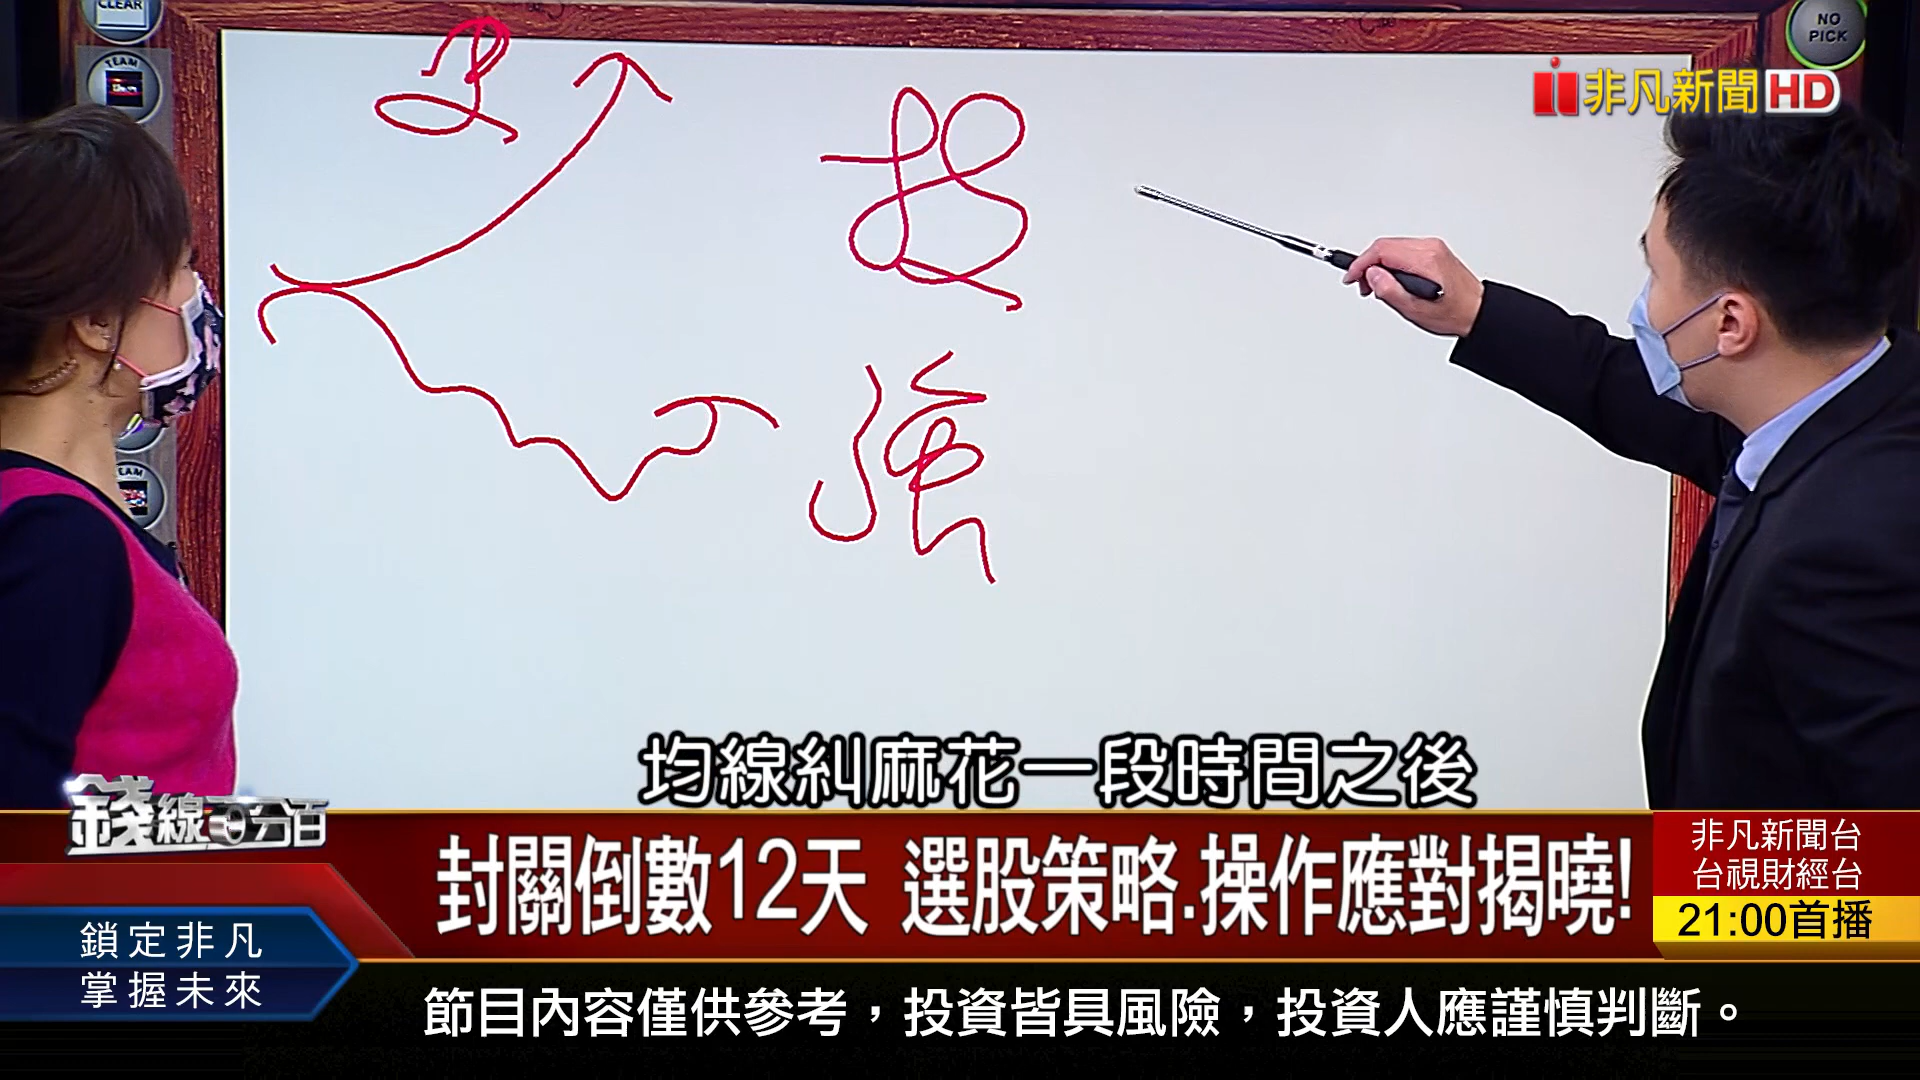 CLEAR
TEAM
NO
PICK
非凡新聞HD
強
TEAM
均線糾麻花一段時間之後
錢線百分百
封關倒數12天 選股策略.操作應對揭曉!
非凡新聞台
台視財經台
21:00首播
鎖定非凡
掌握未來
節目內容僅供參考，投資皆具風險，投資人應謹慎判斷。